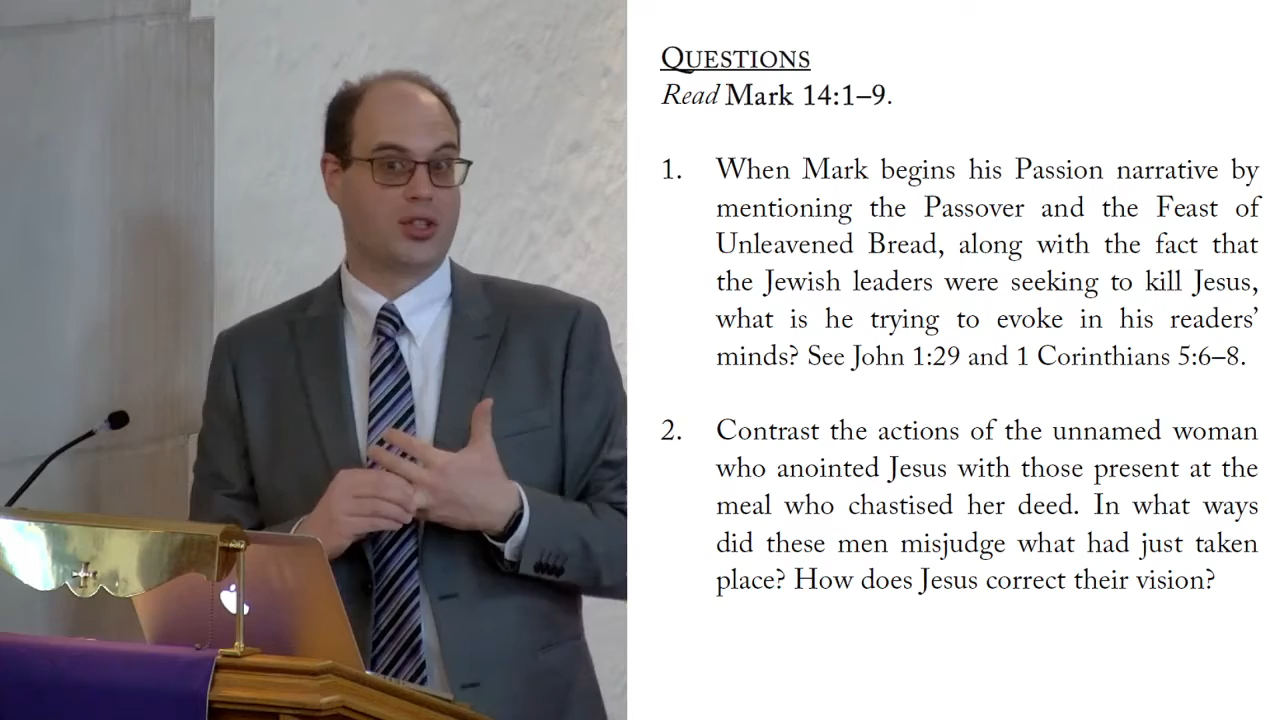 QUESTIONS
Read Mark 14:1–9.
1. When Mark begins his Passion narrative by
mentioning the Passover and the Feast of
Unleavened Bread, along with the fact that
the Jewish leaders were seeking to kill Jesus,
what is he trying to evoke in his readers’
minds? See John 1:29 and 1 Corinthians 5:6–8.
2. Contrast the actions of the unnamed woman
who anointed Jesus with those present at the
meal who chastised her deed. In what ways
did these men misjudge what had just taken
place? How does Jesus correct their vision?